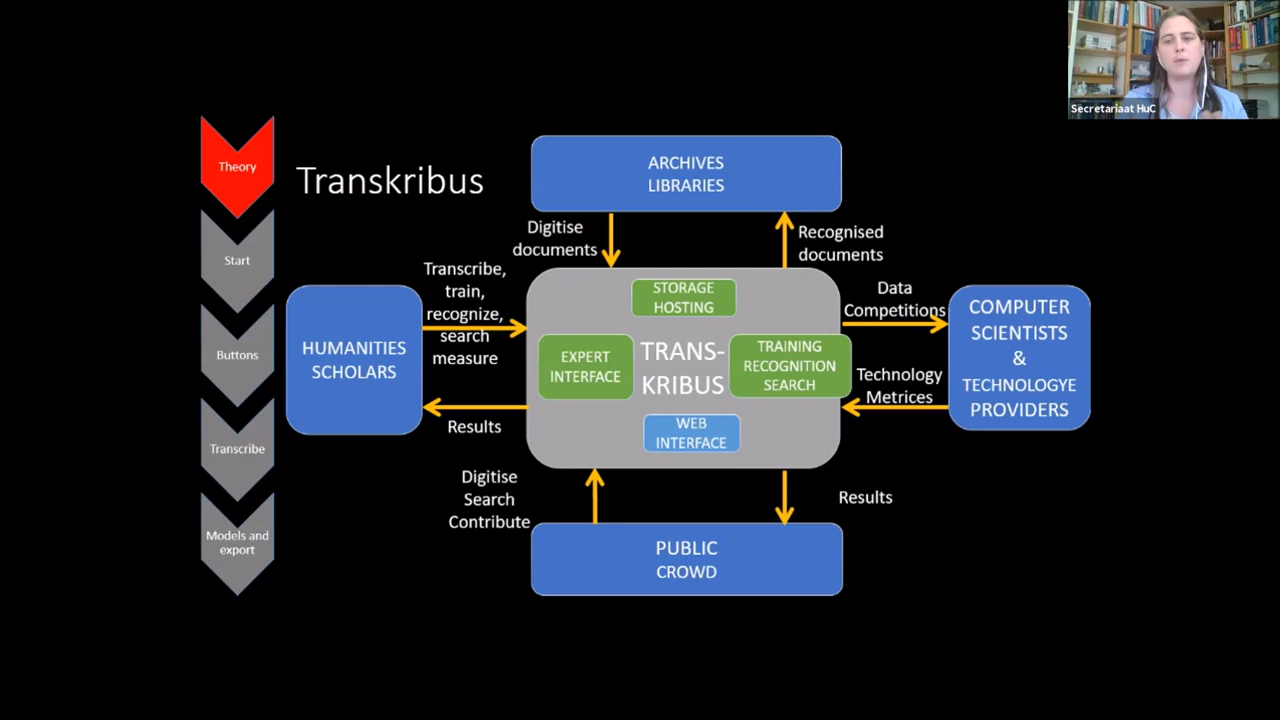 Secretariaat HuC
Theory
Start
Buttons
Transcribe
Models and
export
Transkribus
ARCHIVES
LIBRARIES
Digitise
documents
Recognised
documents
Transcribe,
train,
recognize,
search
measure
HUMANITIES
SCHOLARS
Results
STORAGE
HOSTING
EXPERT
INTERFACE
TRANS-
KRIBUS
TRAINING
RECOGNITION
SEARCH
WEB
INTERFACE
Data
Competitions
Technology
Metrices
COMPUTER
SCIENTISTS
&
TECHNOLOGYE
PROVIDERS
Digitise
Search
Contribute
Results
PUBLIC
CROWD